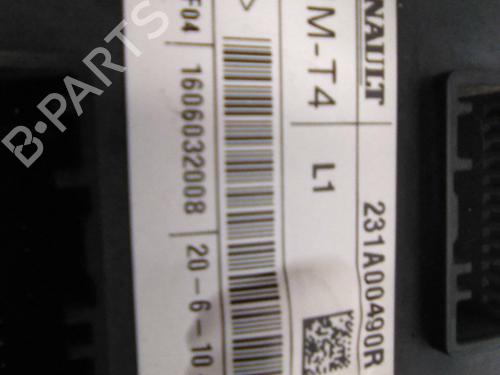 NAULT
231A00490R
M-T4 L1
F04 1606032008 20-6-10
B-PARTS